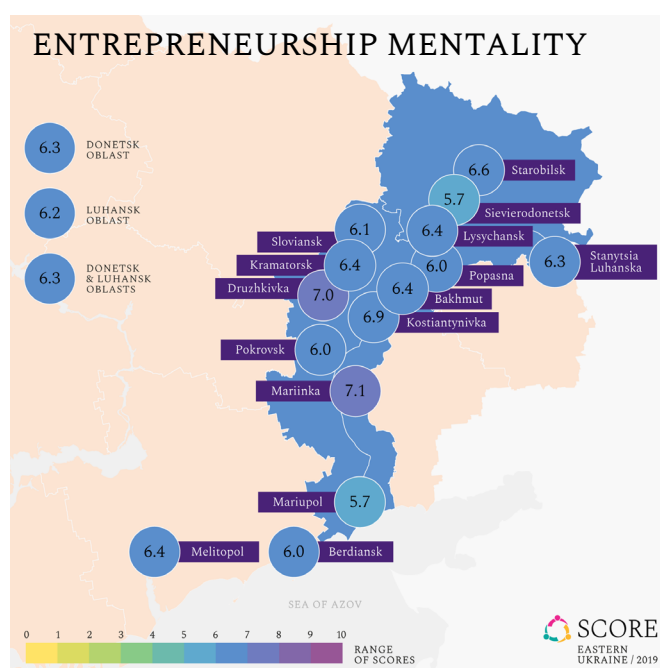 ENTREPRENEURSHIP MENTALITY
6.3
DONETSK
OBLAST
6.2
LUHANSK
OBLAST
6.3
DONETSK
& LUHANSK
OBLASTS
6.6
Starobilsk
5.7
Sievierodonetsk
6.1
Sloviansk
6.4
Lysychansk
6.3
Stanytsia
Luhanska
Kramatorsk
6.4
6.0
Popasna
Druzhkivka
7.0
6.4
Bakhmut
6.9
Kostiantynivka
Pokrovsk
6.0
Mariinka
7.1
Mariupol
5.7
6.4
Melitopol
6.0
Berdiansk
SEA OF AZOV
0 1 2 3 4 5 6 7 8 9 10
RANGE
OF SCORES
SCORE
EASTERN
UKRAINE / 2019